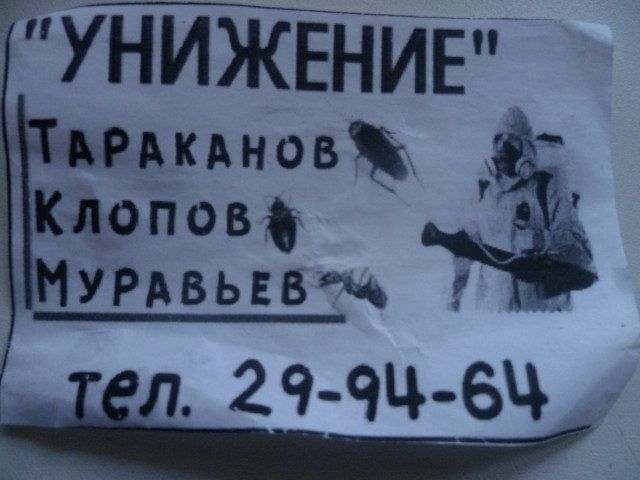 "УНИЖЕНИЕ"
ТАРАКАНОВ
КЛОПОВ
МУРАВЬЕВ
тел. 29-94-64